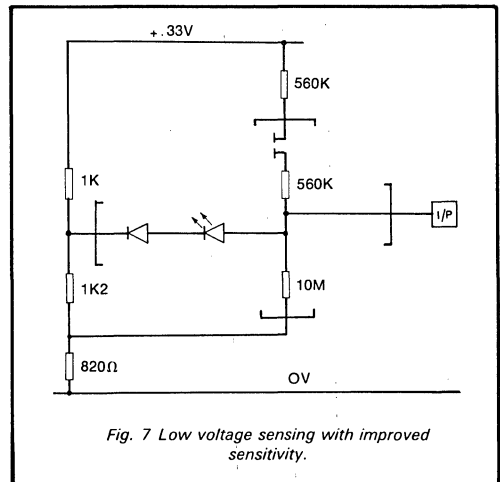 +.33V
560K
1K
560K
I/P
1K2
10M
820Ω
OV
Fig. 7 Low voltage sensing with improved
sensitivity.